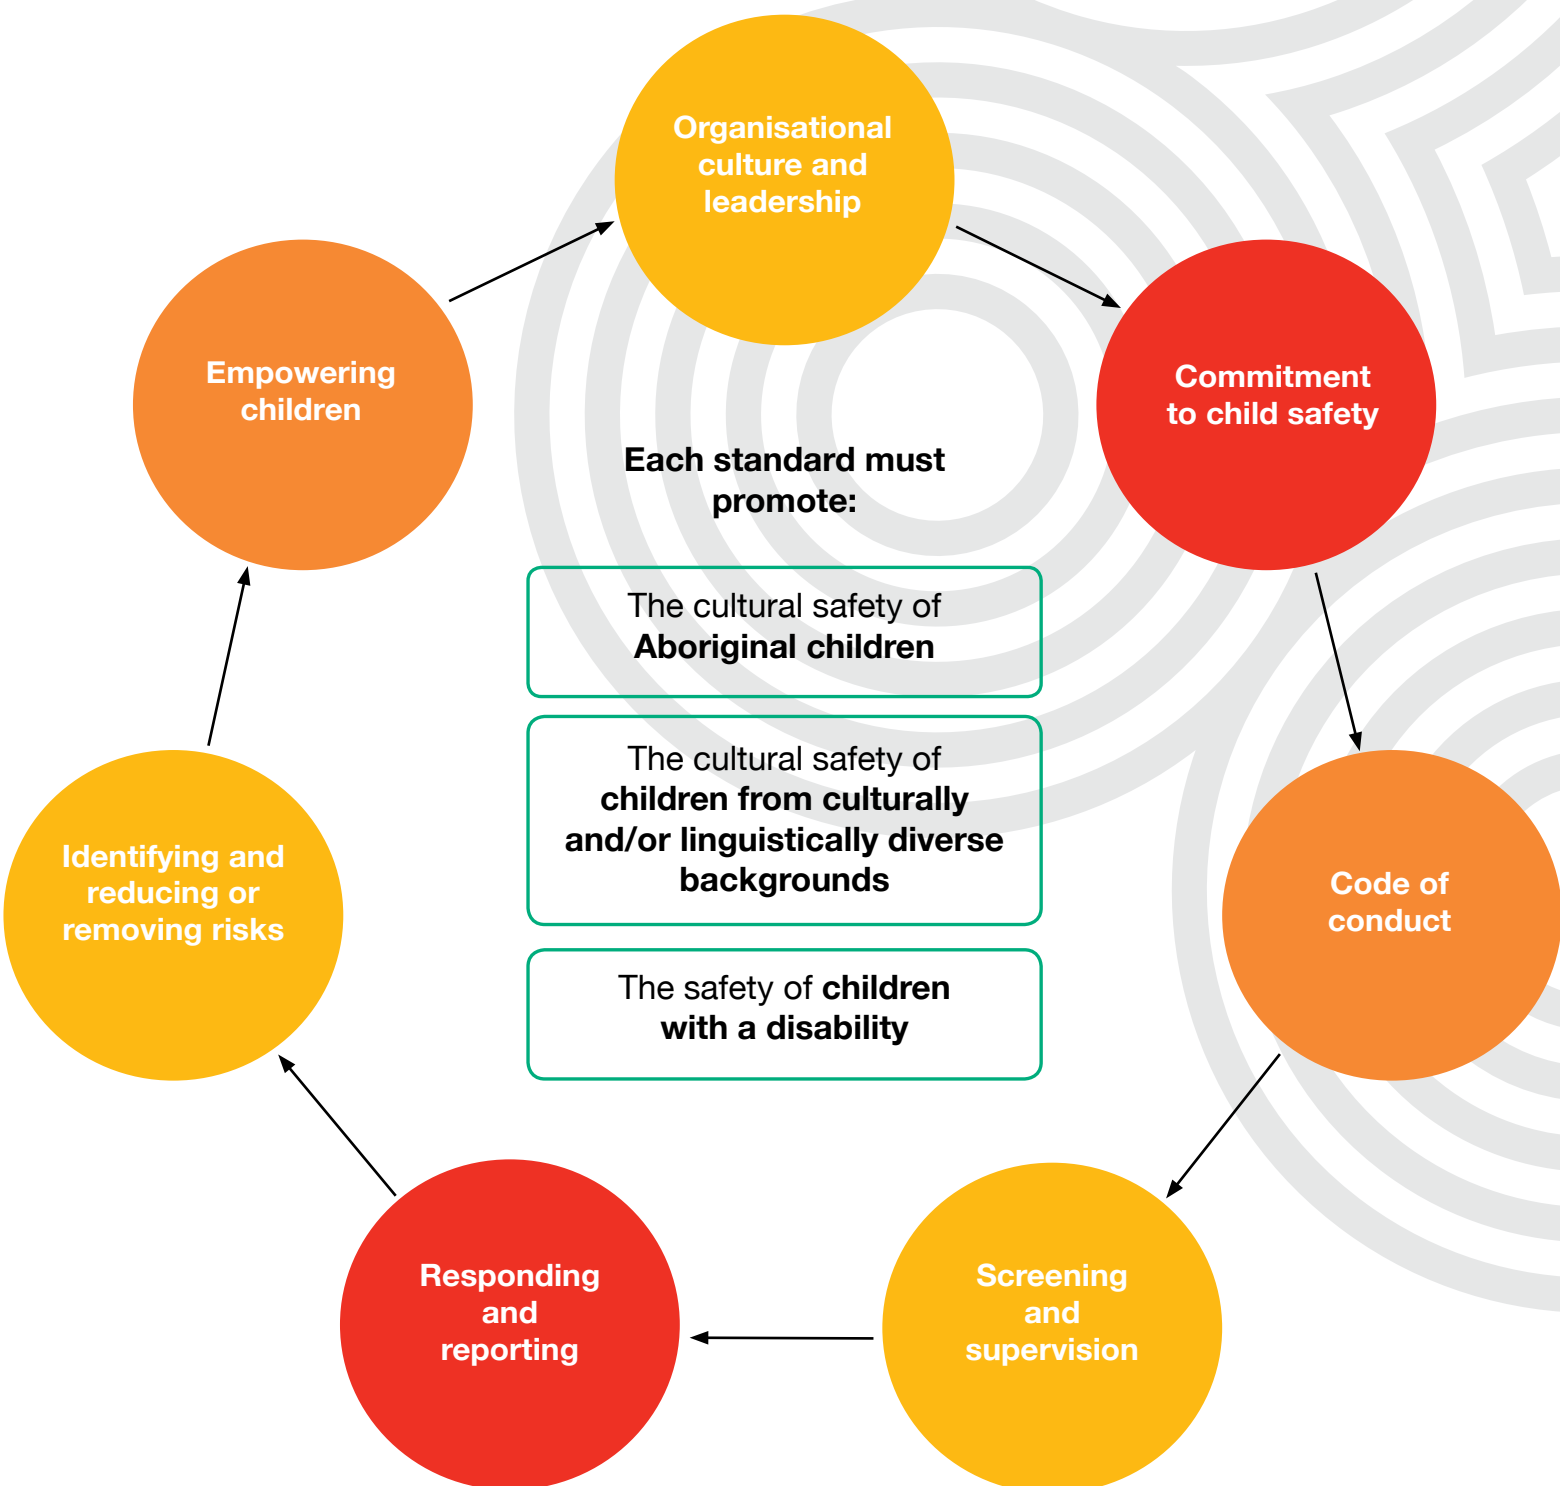 Organisational
culture and
leadership
Commitment
to child safety
Code of
conduct
Screening
and
supervision
Responding
and
reporting
Identifying and
reducing or
removing risks
Empowering
children
Each standard must
promote:
The cultural safety of
Aboriginal children
The cultural safety of
children from culturally
and/or linguistically diverse
backgrounds
The safety of children
with a disability